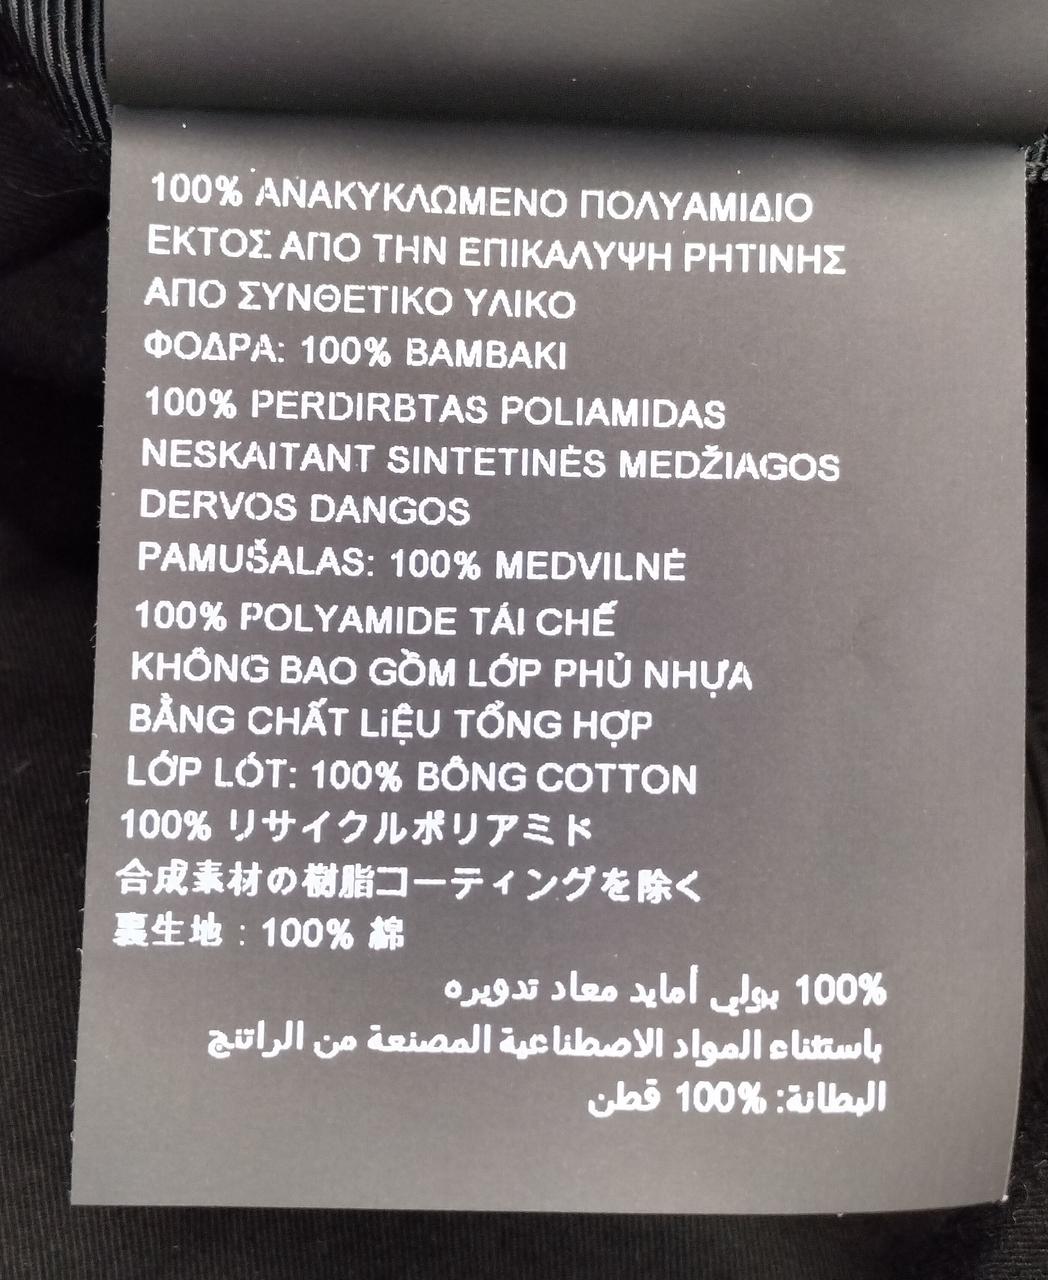 100% ΑΝΑΚΥΚΛΩΜΕΝΟ ΠΟΛΥΑΜΙΔΙΟ
ΕΚΤΟΣ ΑΠΟ ΤΗΝ ΕΠΙΚΑΛΥΨΗ ΡΗΤΙΝΗΣ
ΑΠΟ ΣΥΝΘΕΤΙΚΟ ΥΛΙΚΟ
ΦΟΔΡΑ: 100% ΒΑΜΒΑΚΙ
100% PERDIRBTAS POLIAMIDAS
NESKAITANT SINTETINĖS MEDŽIAGOS
DERVOS DANGOS
PAMUŠALAS: 100% MEDVILNĖ
100% POLYAMIDE TÁI CHẾ
KHÔNG BAO GỒM LỚP PHỦ NHỰA
BẰNG CHẤT LiỆU TỔNG HỢP
LỚP LÓT: 100% BÔNG COTTON
100% リサイクルポリアミド
合成素材の樹脂コーティングを除く
裏生地 : 100% 綿
100% بولي أمايد معاد تدويره
باستثناء المواد الاصطناعية المصنعة من الراتنج
البطانة: 100% قطن